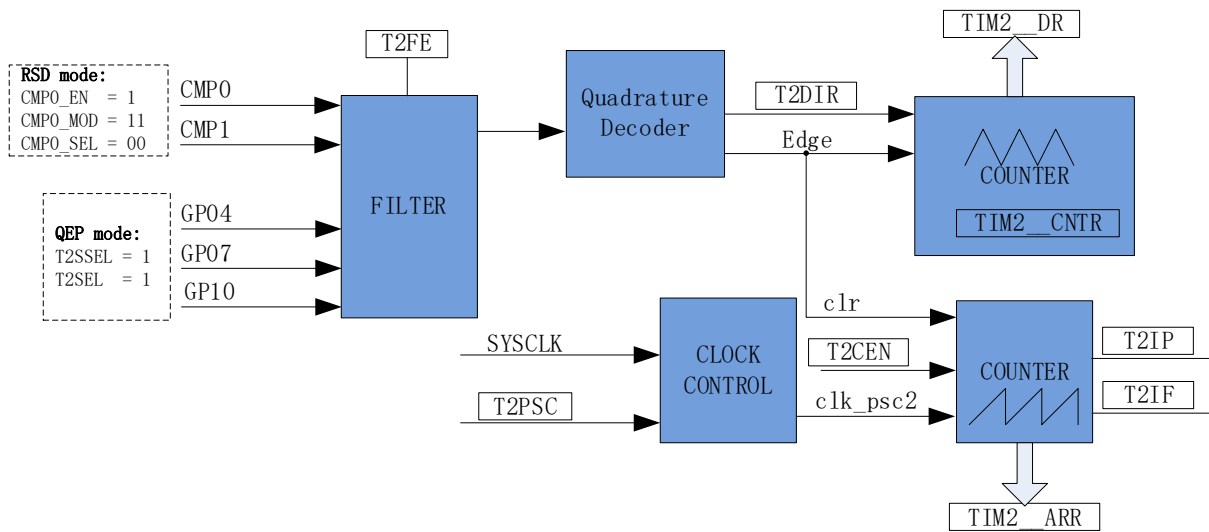 TIM2__DR
T2FE
RSD mode:
CMP0_EN = 1
CMP0_MOD = 11
CMP0_SEL = 00
CMP0
CMP1
Quadrature
Decoder
T2DIR
Edge
COUNTER
TIM2__CNTR
FILTER
QEP mode:
T2SSEL = 1
T2SEL = 1
GP04
GP07
GP10
SYSCLK
T2PSC
CLOCK
CONTROL
clr
T2CEN
clk_psc2
COUNTER
T2IP
T2IF
TIM2__ARR